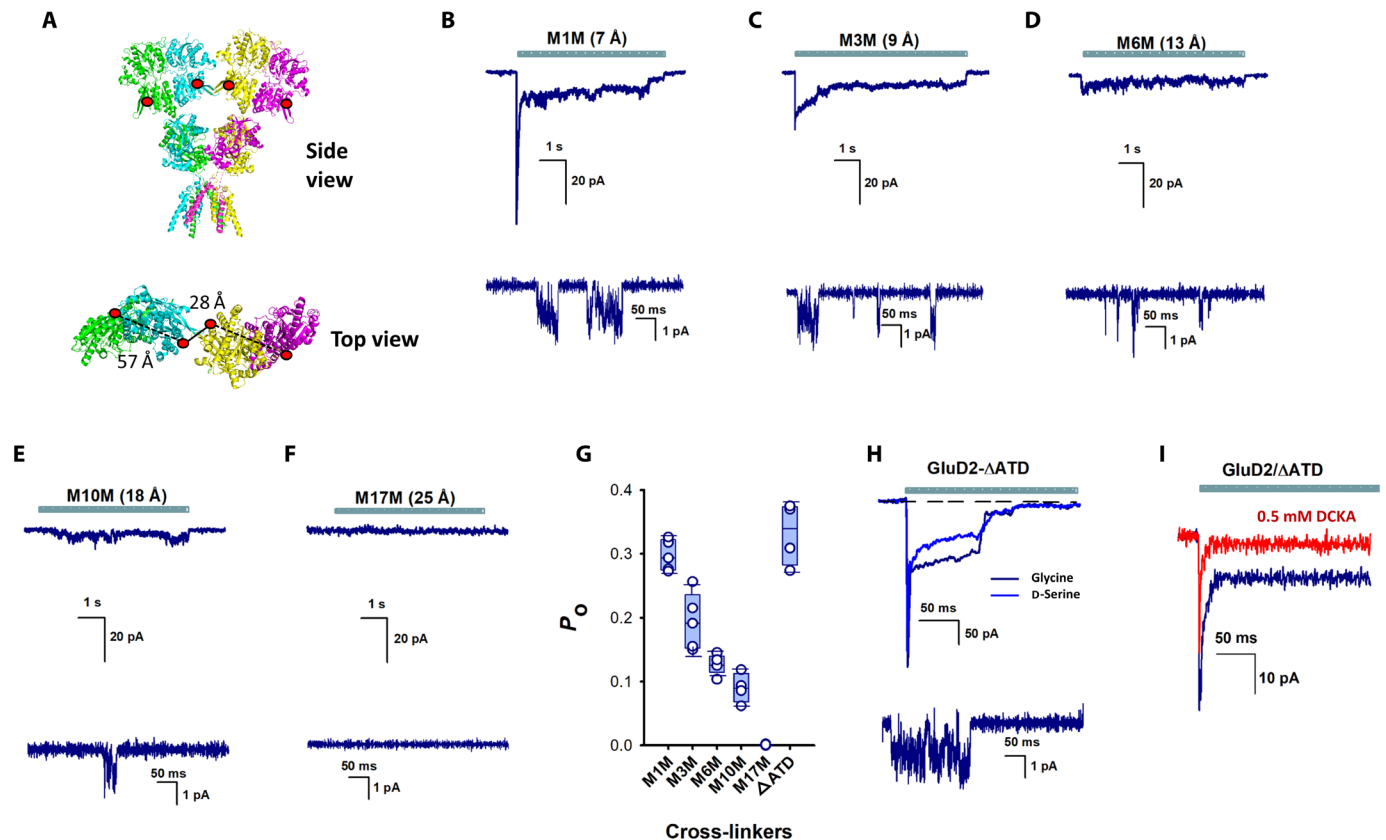 A
Side
view
28 Å
57 Å
Top view
B
M1M (7 Å)
1 s
20 pA
50 ms
1 pA
C
M3M (9 Å)
1 s
20 pA
50 ms
1 pA
D
M6M (13 Å)
1 s
20 pA
50 ms
1 pA
E
M10M (18 Å)
1 s
20 pA
50 ms
1 pA
F
M17M (25 Å)
1 s
20 pA
50 ms
1 pA
G
0.4
0.3
0.2
0.1
0.0
Po
M1M
M3M
M6M
M10M
M17M
ΔATD
Cross-linkers
H
GluD2-ΔATD
Glycine
D-Serine
50 ms
50 pA
50 ms
1 pA
I
GluD2/ΔATD
0.5 mM DCKA
50 ms
10 pA